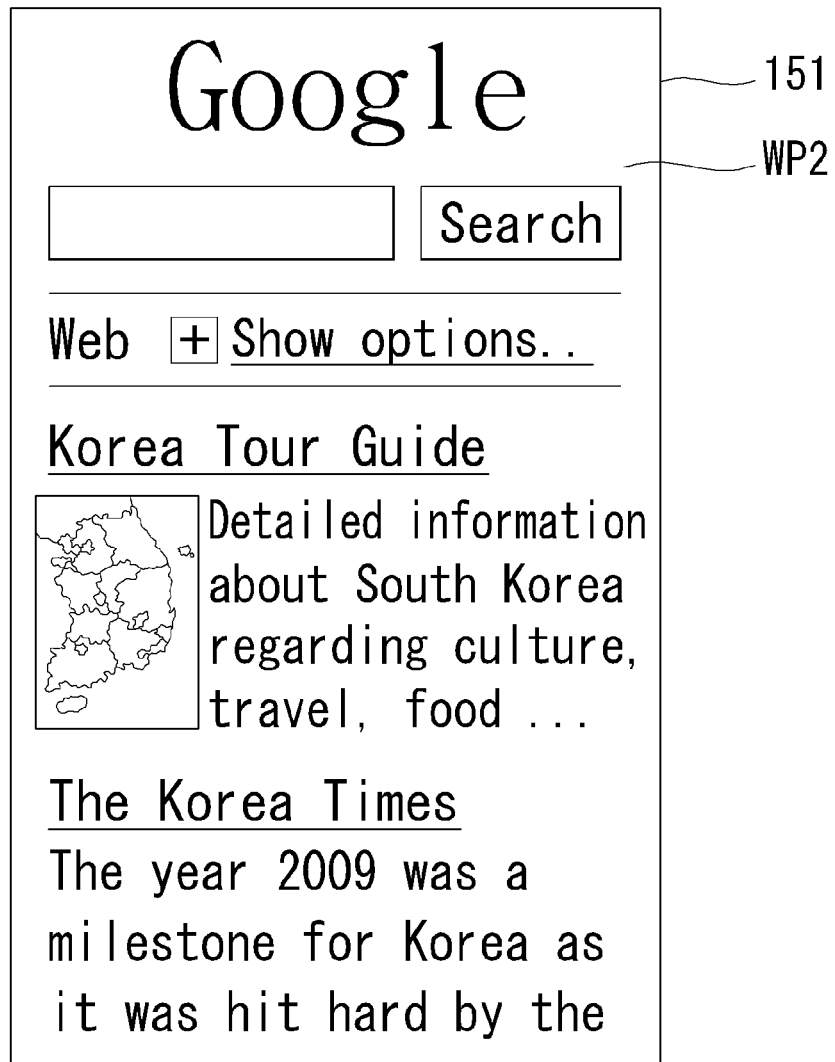 Google
151
WP2
Search
Web + Show options..
Korea Tour Guide
Detailed information
about South Korea
regarding culture,
travel, food ...
The Korea Times
The year 2009 was a
milestone for Korea as
it was hit hard by the